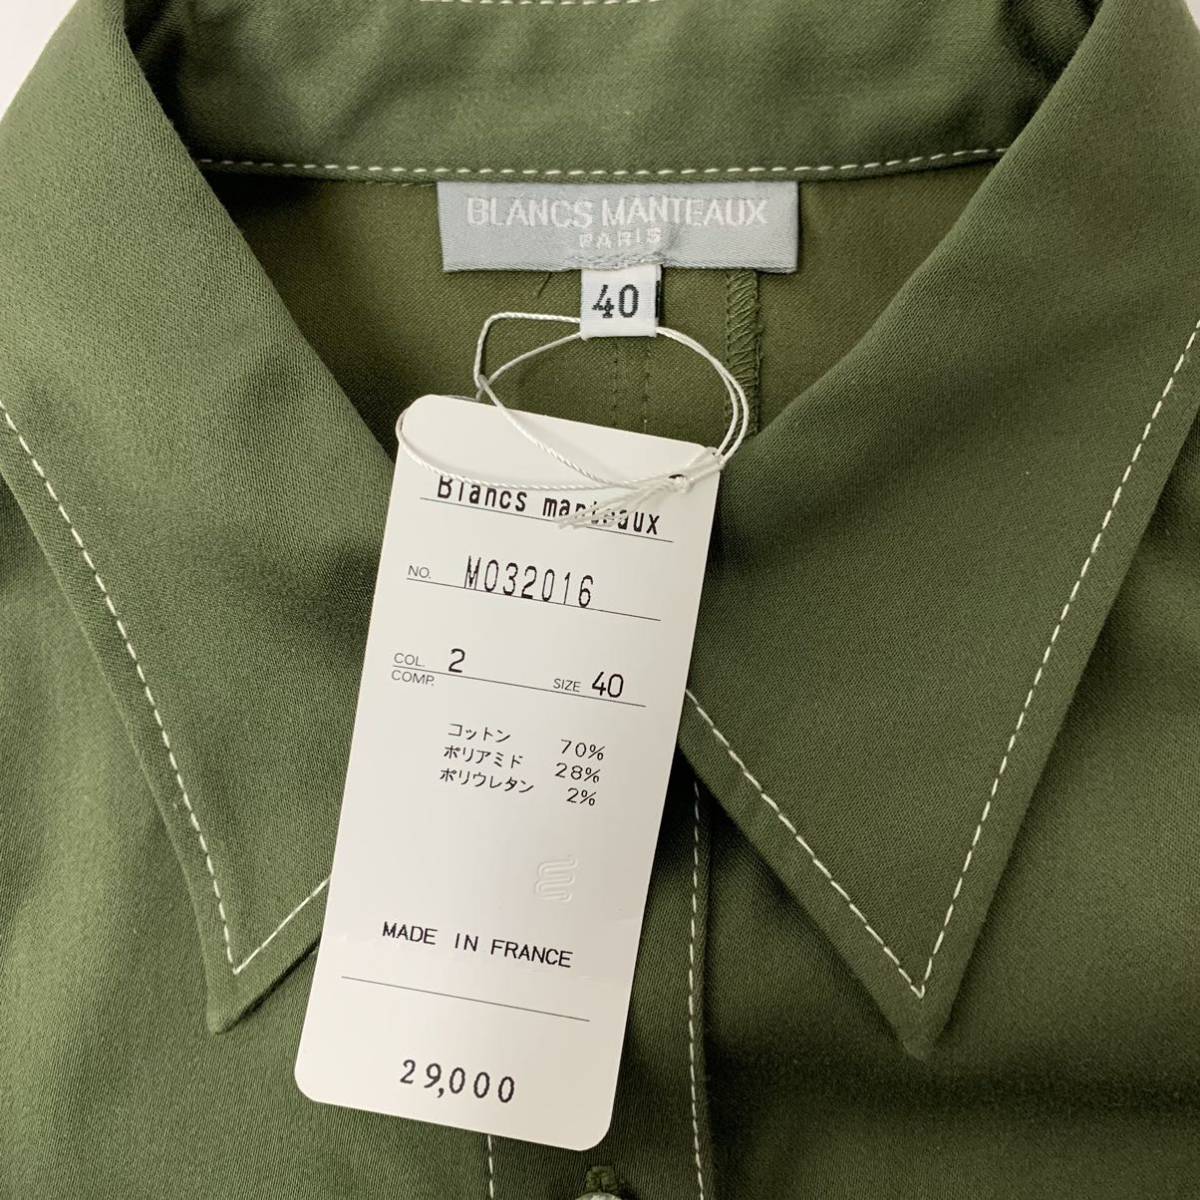 BLANCS MANTEAUX
PARIS
40
Blancs manteaux
NO. M032016
COL. 2 SIZE 40
COMP.
コットン 70%
ポリアミド 28%
ポリウレタン 2%
MADE IN FRANCE
29,000